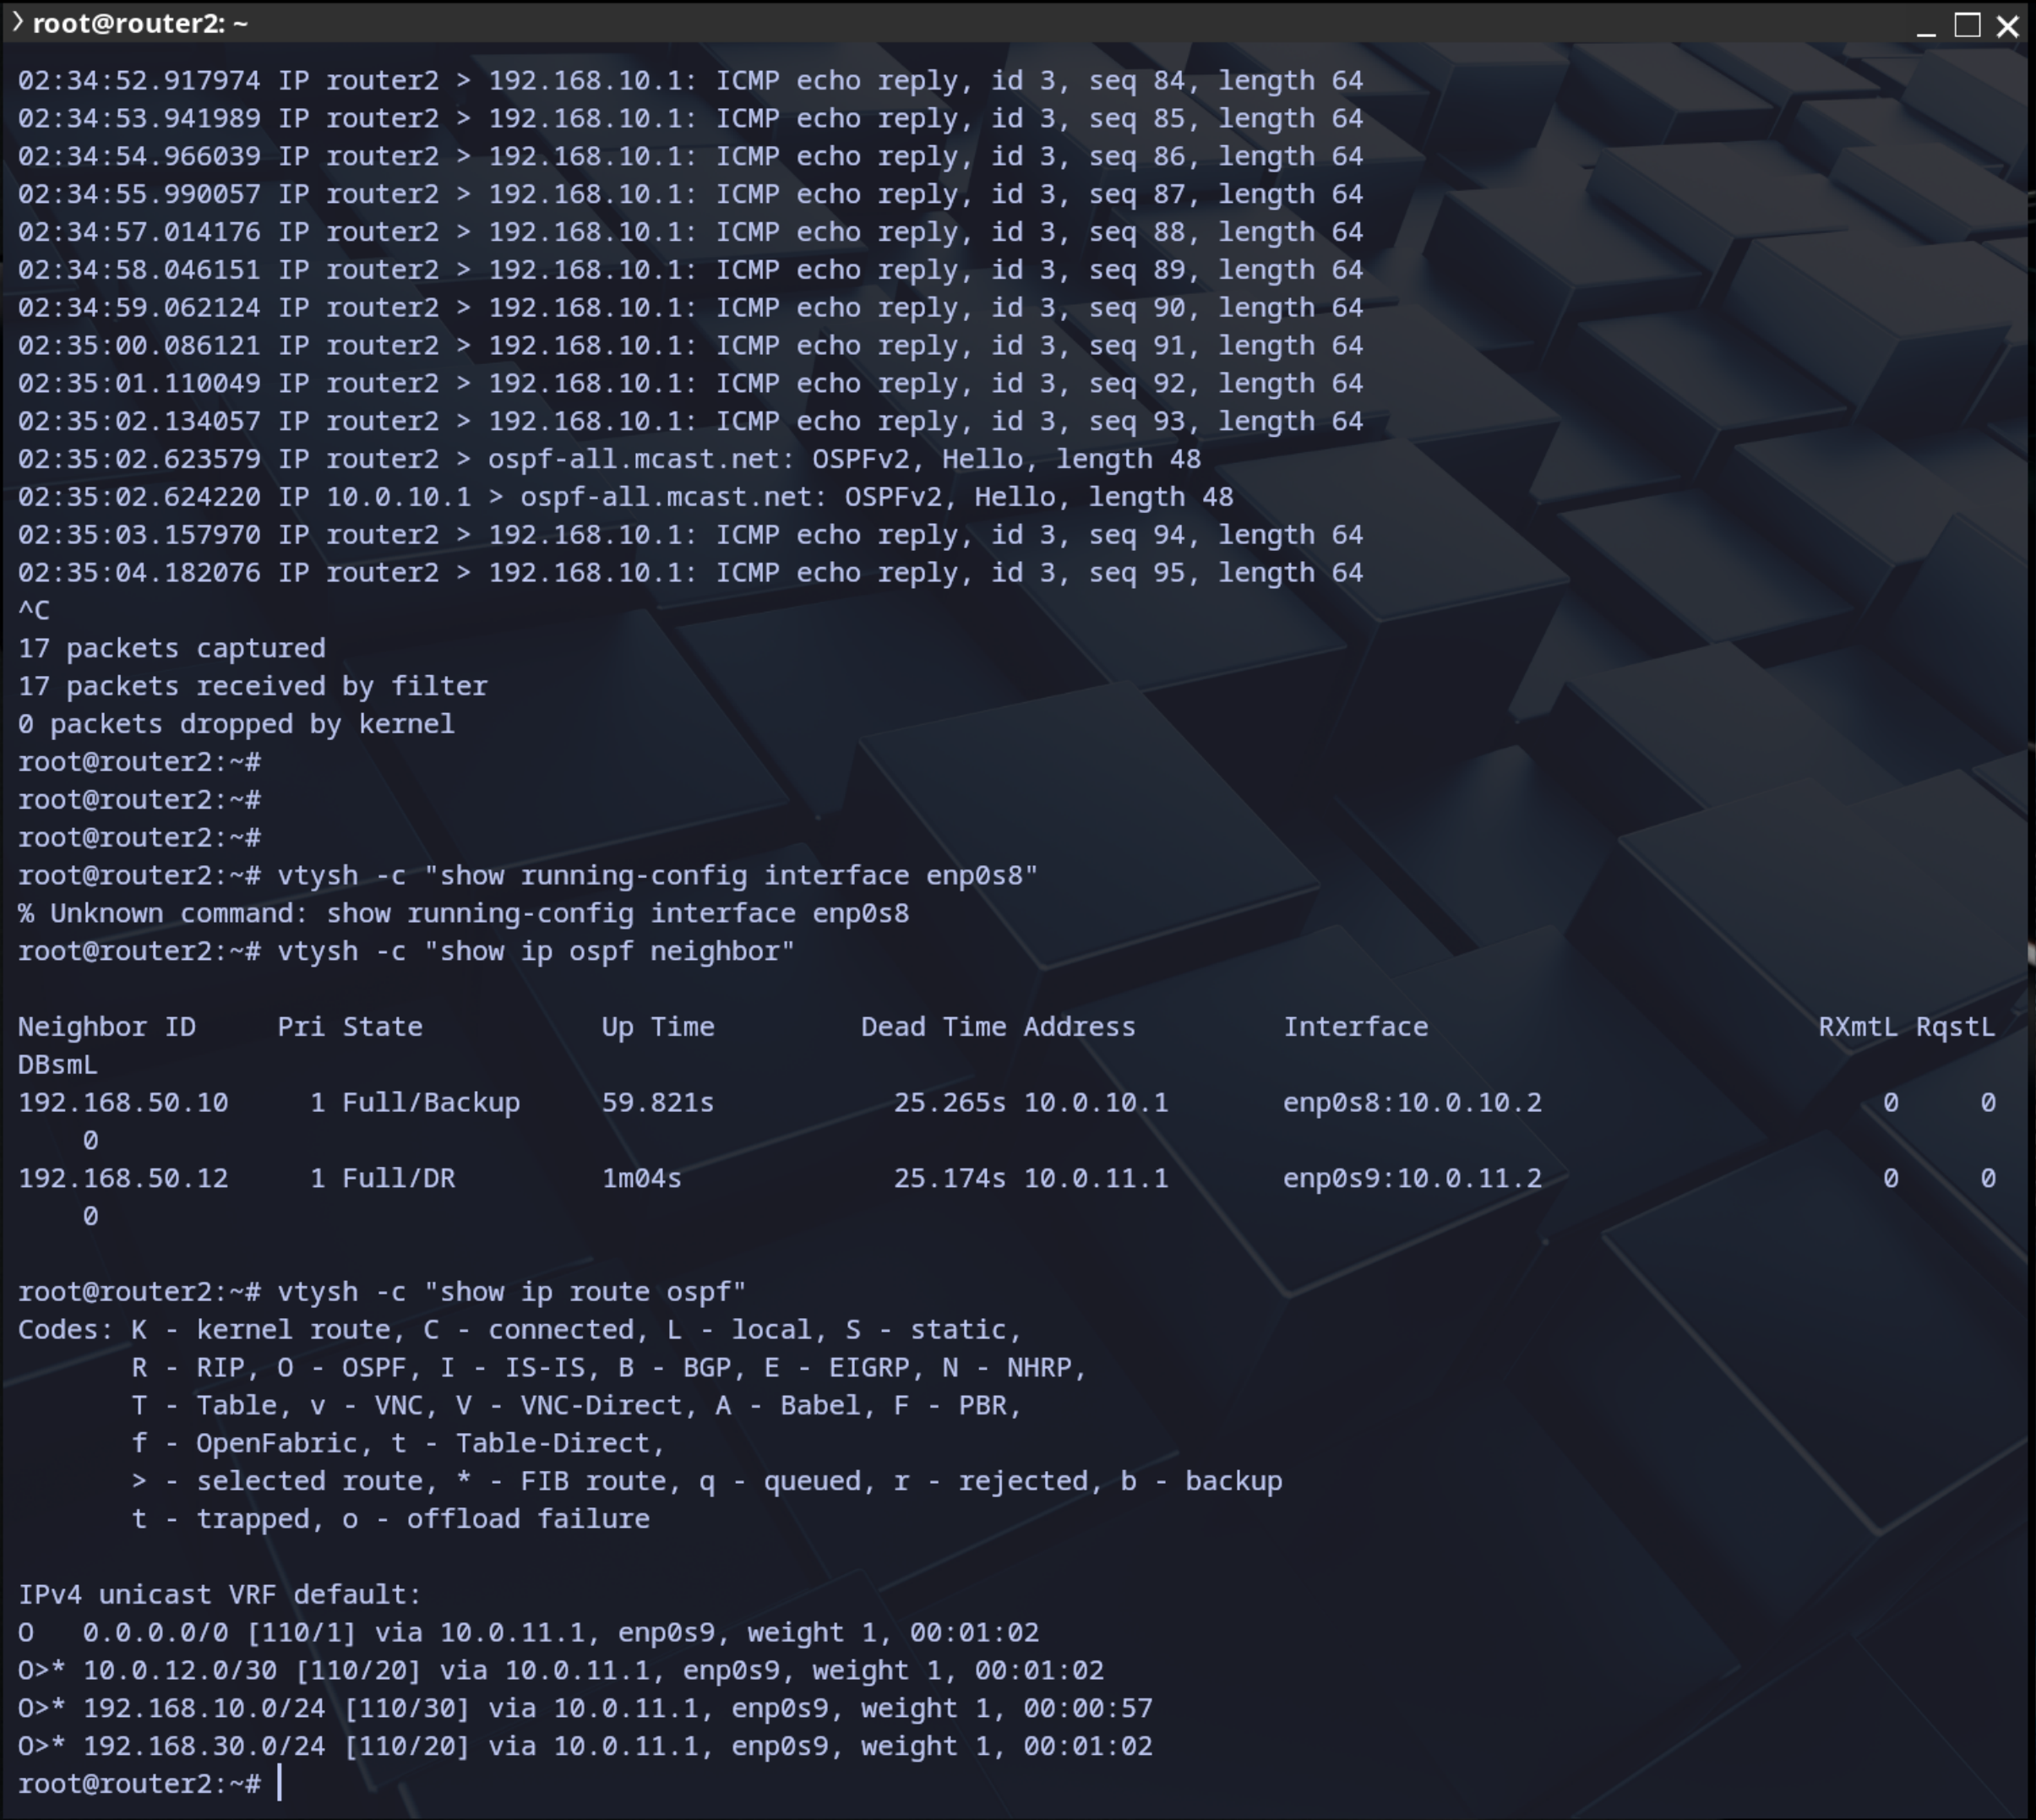 root@router2: ~
02:34:52.917974 IP router2 > 192.168.10.1: ICMP echo reply, id 3, seq 84, length 64
02:34:53.941989 IP router2 > 192.168.10.1: ICMP echo reply, id 3, seq 85, length 64
02:34:54.966039 IP router2 > 192.168.10.1: ICMP echo reply, id 3, seq 86, length 64
02:34:55.990057 IP router2 > 192.168.10.1: ICMP echo reply, id 3, seq 87, length 64
02:34:57.014176 IP router2 > 192.168.10.1: ICMP echo reply, id 3, seq 88, length 64
02:34:58.046151 IP router2 > 192.168.10.1: ICMP echo reply, id 3, seq 89, length 64
02:34:59.062124 IP router2 > 192.168.10.1: ICMP echo reply, id 3, seq 90, length 64
02:35:00.086121 IP router2 > 192.168.10.1: ICMP echo reply, id 3, seq 91, length 64
02:35:01.110049 IP router2 > 192.168.10.1: ICMP echo reply, id 3, seq 92, length 64
02:35:02.134057 IP router2 > 192.168.10.1: ICMP echo reply, id 3, seq 93, length 64
02:35:02.623579 IP router2 > ospf-all.mcast.net: OSPFv2, Hello, length 48
02:35:02.624220 IP 10.0.10.1 > ospf-all.mcast.net: OSPFv2, Hello, length 48
02:35:03.157970 IP router2 > 192.168.10.1: ICMP echo reply, id 3, seq 94, length 64
02:35:04.182076 IP router2 > 192.168.10.1: ICMP echo reply, id 3, seq 95, length 64
^C
17 packets captured
17 packets received by filter
0 packets dropped by kernel
root@router2:~#
root@router2:~#
root@router2:~#
root@router2:~# vtysh -c "show running-config interface enp0s8"
% Unknown command: show running-config interface enp0s8
root@router2:~# vtysh -c "show ip ospf neighbor"
Neighbor ID     Pri State           Up Time         Dead Time Address         Interface                        RXmtL RqstL
DBsmL
192.168.50.10     1 Full/Backup     59.821s           25.265s 10.0.10.1       enp0s8:10.0.10.2                     0     0
    0
192.168.50.12     1 Full/DR         1m04s             25.174s 10.0.11.1       enp0s9:10.0.11.2                     0     0
    0
root@router2:~# vtysh -c "show ip route ospf"
Codes: K - kernel route, C - connected, L - local, S - static,
       R - RIP, O - OSPF, I - IS-IS, B - BGP, E - EIGRP, N - NHRP,
       T - Table, v - VNC, V - VNC-Direct, A - Babel, F - PBR,
       f - OpenFabric, t - Table-Direct,
       > - selected route, * - FIB route, q - queued, r - rejected, b - backup
       t - trapped, o - offload failure
IPv4 unicast VRF default:
O   0.0.0.0/0 [110/1] via 10.0.11.1, enp0s9, weight 1, 00:01:02
O>* 10.0.12.0/30 [110/20] via 10.0.11.1, enp0s9, weight 1, 00:01:02
O>* 192.168.10.0/24 [110/30] via 10.0.11.1, enp0s9, weight 1, 00:00:57
O>* 192.168.30.0/24 [110/20] via 10.0.11.1, enp0s9, weight 1, 00:01:02
root@router2:~#